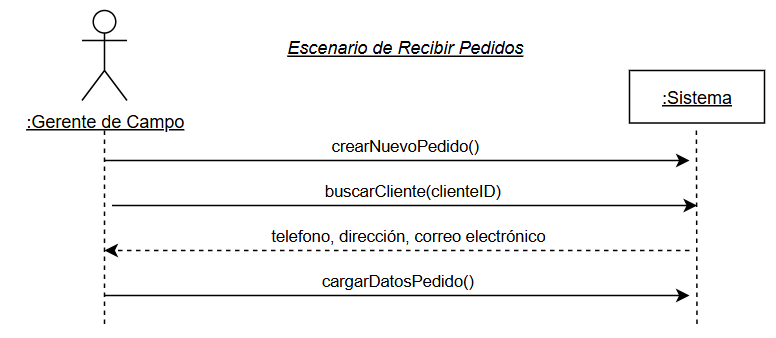 Escenario de Recibir Pedidos
:Gerente de Campo
:Sistema
crearNuevoPedido()
buscarCliente(clienteID)
telefono, dirección, correo electrónico
cargarDatosPedido()